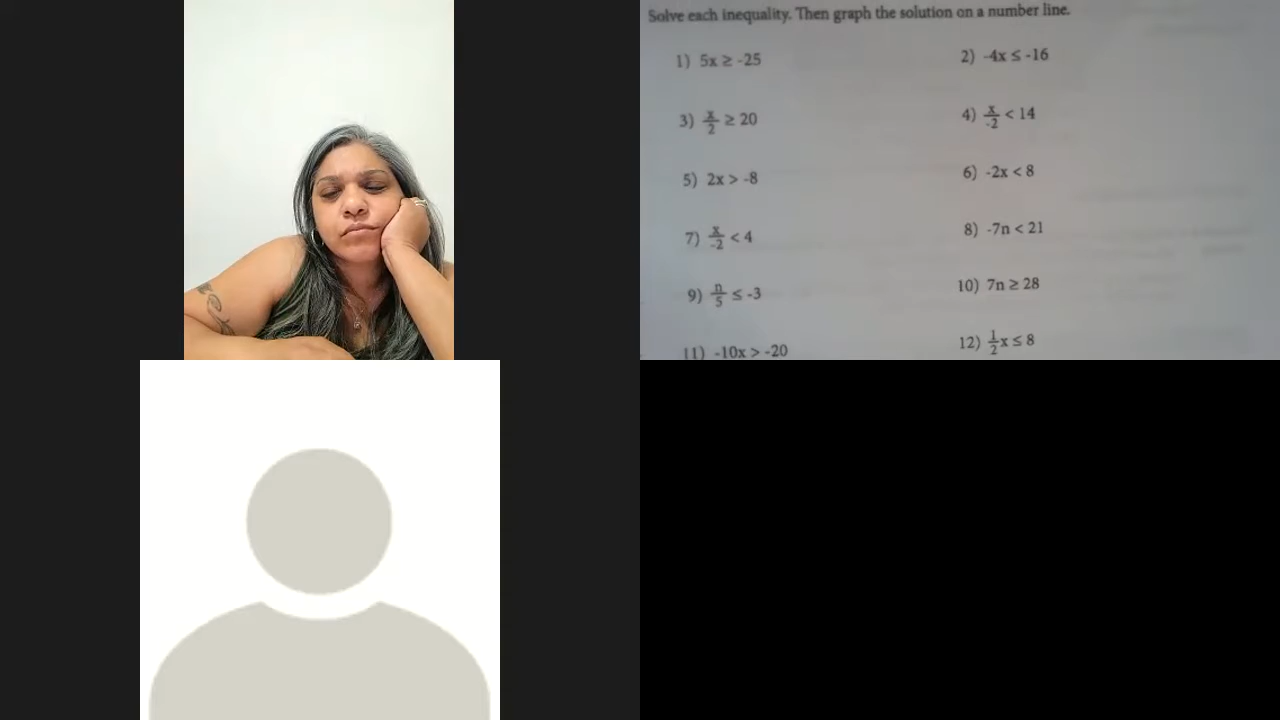 Solve each inequality. Then graph the solution on a number line.
1) 5x ≥ -25
2) -4x ≤ -16
3) x/2 ≥ 20
4) x/-2 < 14
5) 2x > -8
6) -2x < 8
7) x/-2 < 4
8) -7n < 21
9) n/5 ≤ -3
10) 7n ≥ 28
11) -10x > -20
12) 1/2x ≤ 8